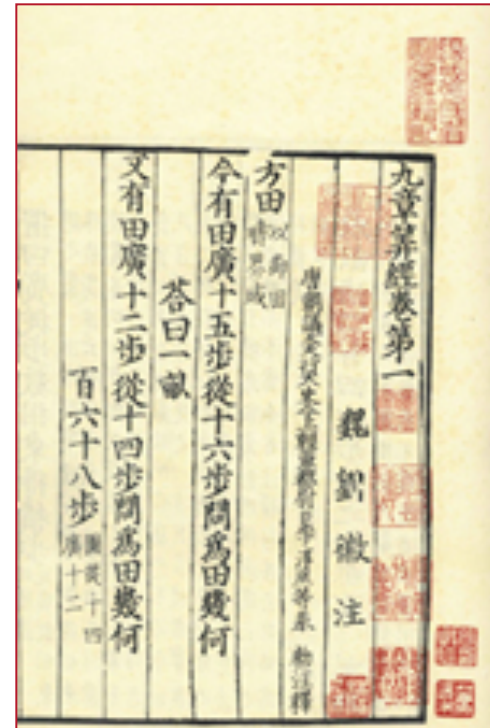 九章筭經卷第一
魏 劉 徽 注
唐朝議大夫行太史令上輕車都尉臣李淳風等奉 勑注釋
方田 以御田疇界域
今有田廣十五步從十六步問爲田幾何
荅曰一畝
又有田廣十二步從十四步問爲田幾何
百六十八步 圖從十四廣十二